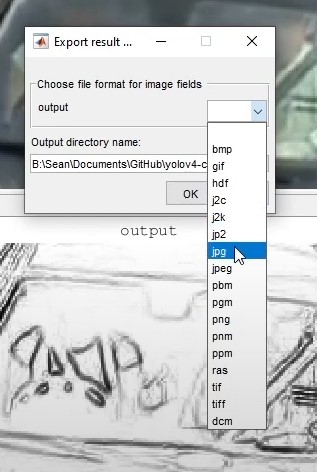 Export result ...
Choose file format for image fields
output
Output directory name:
B:\Sean\Documents\GitHub\yolov4-c
OK
bmp
gif
hdf
j2c
j2k
jp2
jpg
jpeg
pbm
pgm
png
pnm
ppm
ras
tif
tiff
dcm
output